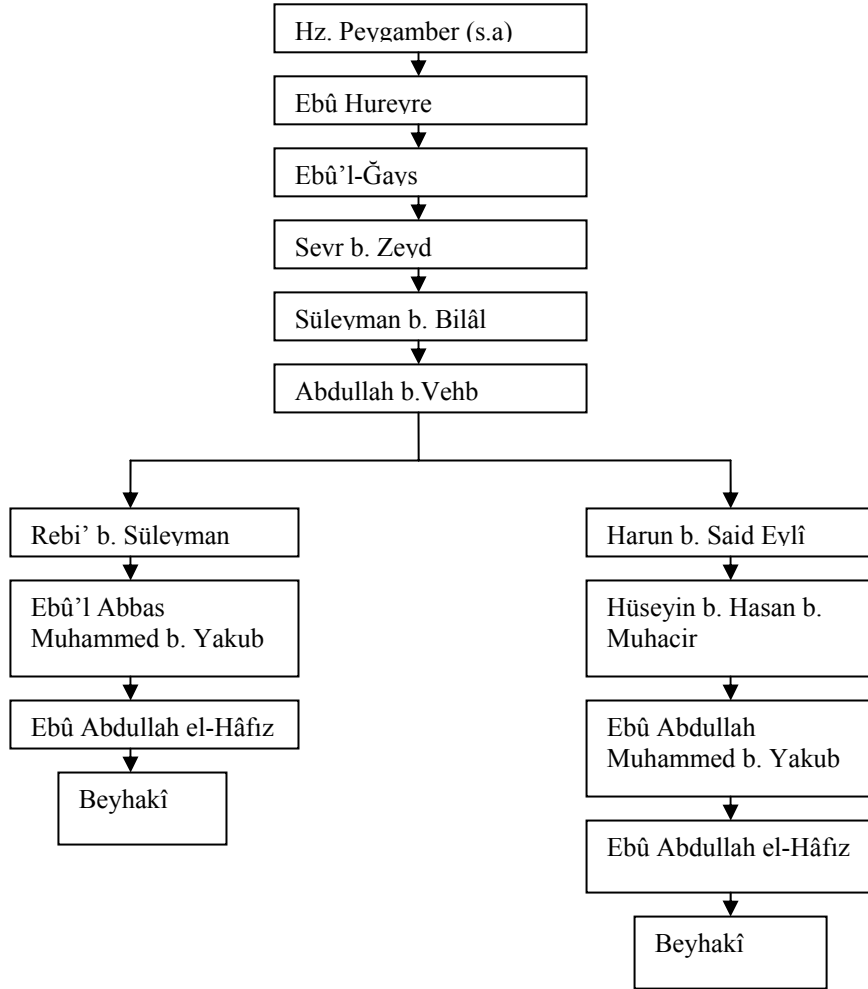 Hz. Peygamber (s.a)
Ebû Hureyre
Ebû’l-Ğays
Sevr b. Zeyd
Süleyman b. Bilâl
Abdullah b.Vehb
Rebi’ b. Süleyman
Ebû’l Abbas
Muhammed b. Yakub
Ebû Abdullah el-Hâfız
Beyhakî
Harun b. Said Eylî
Hüseyin b. Hasan b.
Muhacir
Ebû Abdullah
Muhammed b. Yakub
Ebû Abdullah el-Hâfız
Beyhakî